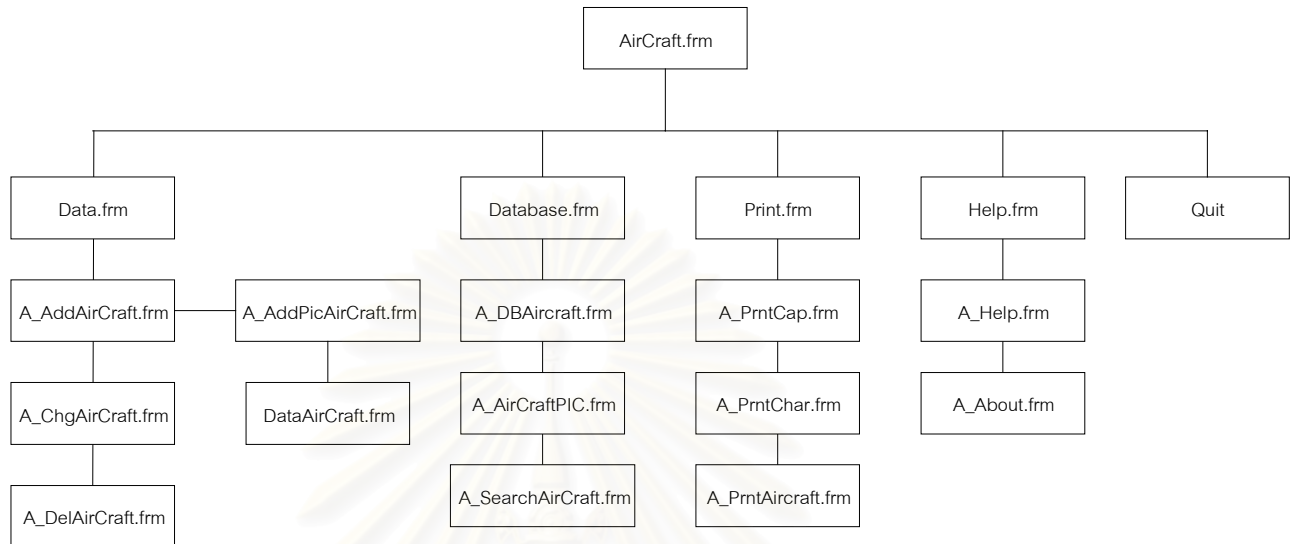 AirCraft.frm
Data.frm
Database.frm
Print.frm
Help.frm
Quit
A_AddAirCraft.frm
A_AddPicAirCraft.frm
A_DBAircraft.frm
A_PrntCap.frm
A_Help.frm
A_ChgAirCraft.frm
DataAirCraft.frm
A_AirCraftPIC.frm
A_PrntChar.frm
A_About.frm
A_DelAirCraft.frm
A_SearchAirCraft.frm
A_PrntAircraft.frm